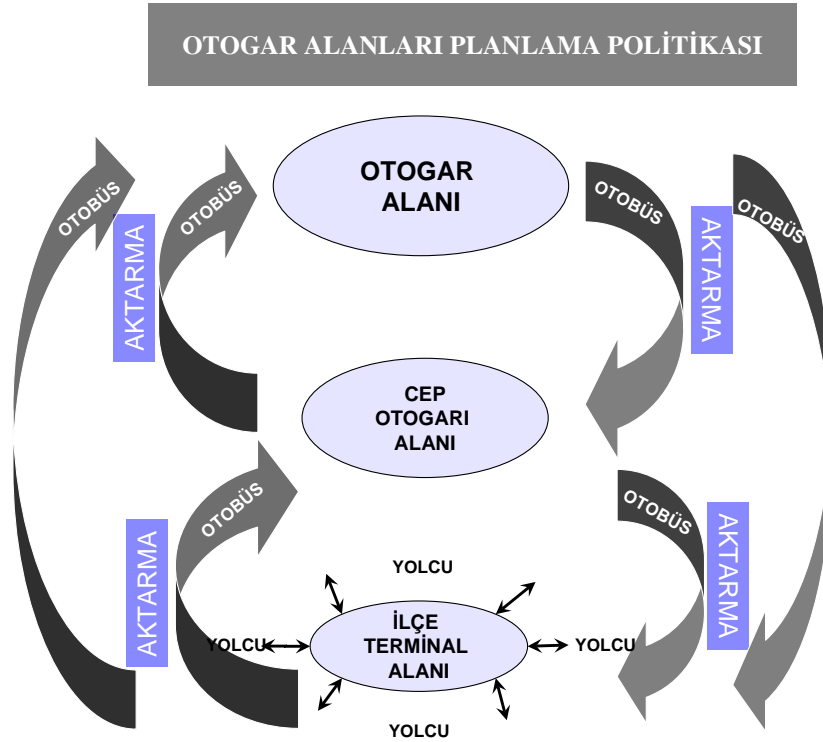 OTOGAR ALANLARI PLANLAMA POLİTİKASI
OTOGAR
ALANI
OTOBÜS
OTOBÜS
OTOBÜS
OTOBÜS
AKTARMA
AKTARMA
CEP
OTOGARI
ALANI
OTOBÜS
OTOBÜS
AKTARMA
AKTARMA
YOLCU
İLÇE
TERMİNAL
ALANI
YOLCU
YOLCU
YOLCU